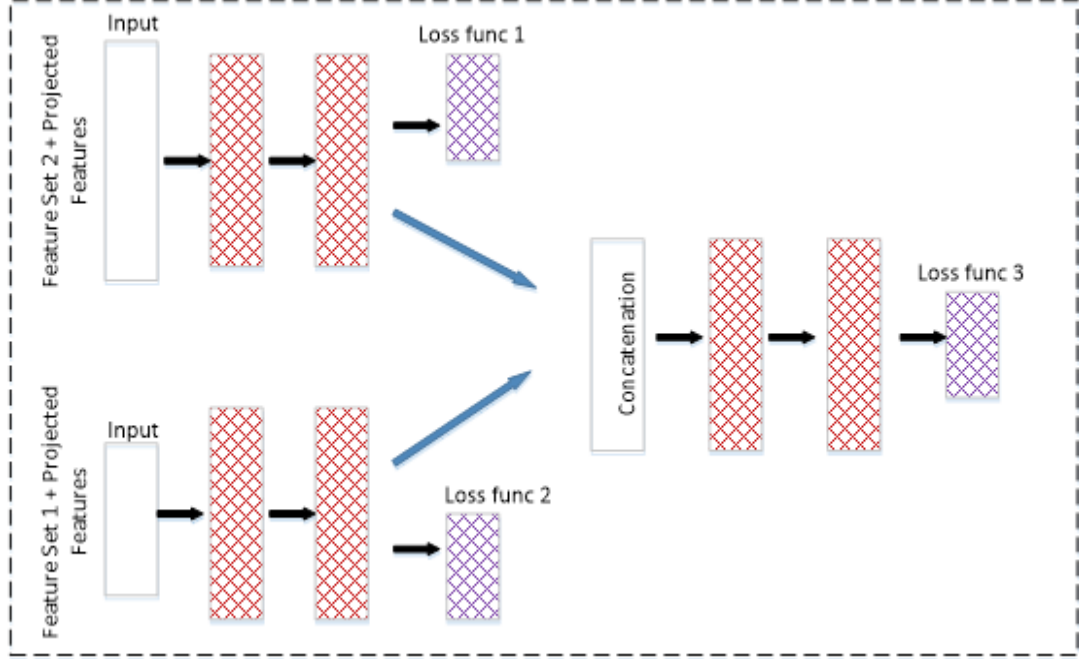 Input
Loss func 1
Feature Set 2 + Projected
Features
Loss func 3
Concatenation
Input
Loss func 2
Feature Set 1 + Projected
Features